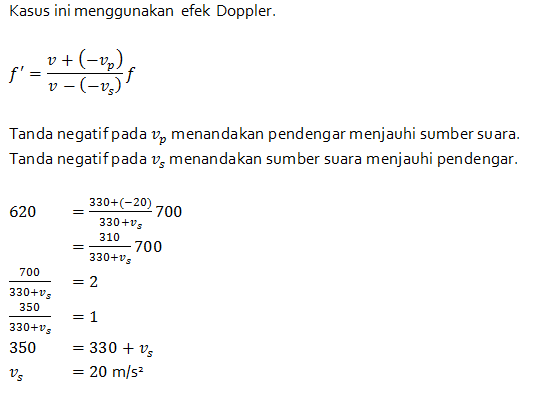 Kasus ini menggunakan efek Doppler.
f' = \frac{v + (-v_p)}{v - (-v_s)} f
Tanda negatif pada v_p menandakan pendengar menjauhi sumber suara.
Tanda negatif pada v_s menandakan sumber suara menjauhi pendengar.
620 = \frac{330+(-20)}{330+v_s} 700
= \frac{310}{330+v_s} 700
\frac{700}{330+v_s} = 2
\frac{350}{330+v_s} = 1
350 = 330 + v_s
v_s = 20 m/s²